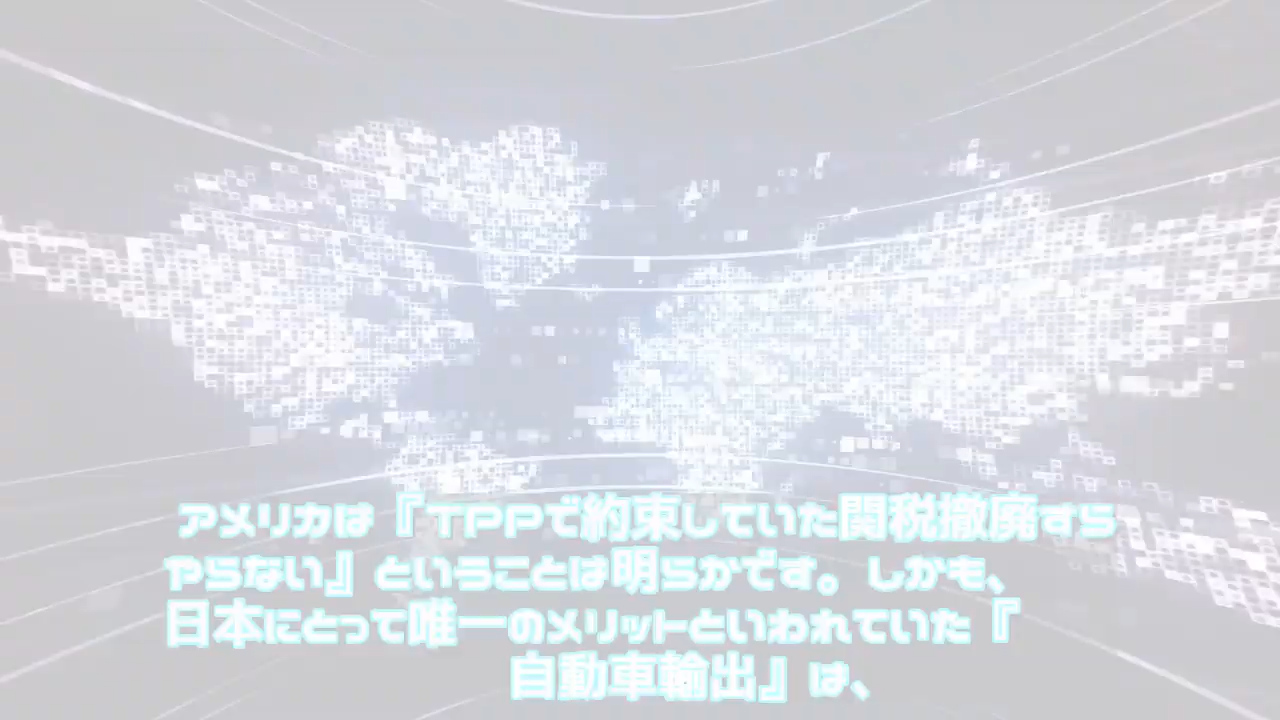 アメリカは『TPPで約束していた関税撤廃すら
やらない』ということは明らかです。しかも、
日本にとって唯一のメリットといわれていた『
自動車輸出』は、